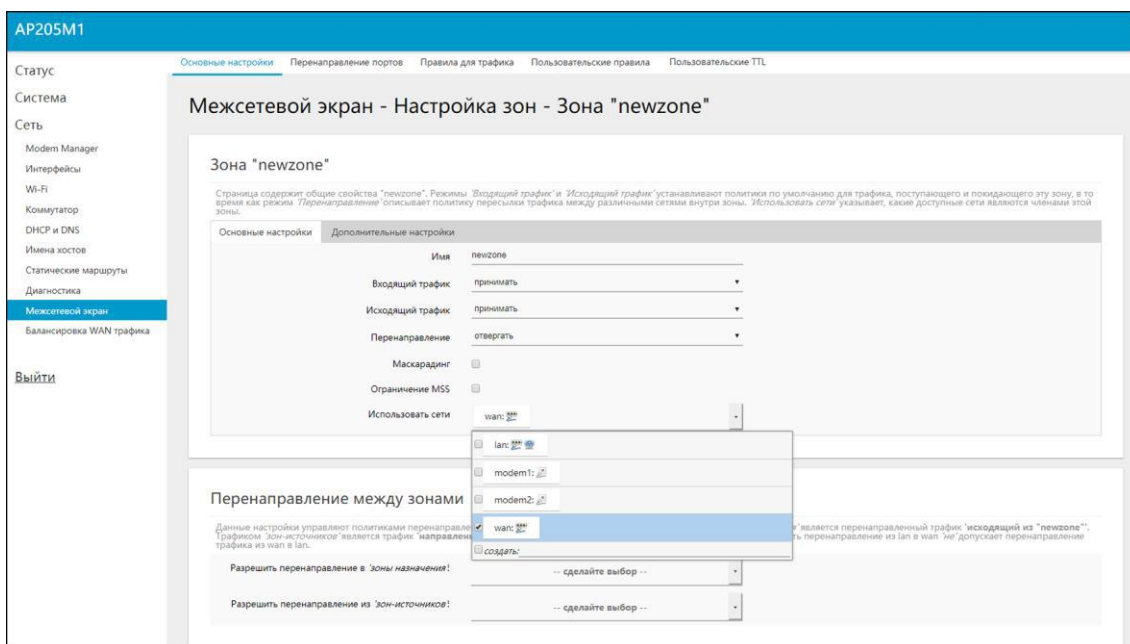 AP205M1
Статус
Система
Сеть
Modem Manager
Интерфейсы
Wi-Fi
Коммутатор
DHCP и DNS
Имена хостов
Статические маршруты
Диагностика
Межсетевой экран
Балансировка WAN трафика
Выйти
Основные настройки Перенаправление портов Правила для трафика Пользовательские правила Пользовательские TTL
Межсетевой экран - Настройка зон - Зона "newzone"
Зона "newzone"
Страница содержит общие свойства "newzone". Режимы 'Входящий трафик' и 'Исходящий трафик' устанавливают политики по умолчанию для трафика, поступающего и покидающего эту зону, в то
время как режим 'Перенаправление' описывает политику пересылки трафика между различными сетями внутри зоны. 'Использовать сети' указывает, какие доступные сети являются членами этой
зоны.
Основные настройки Дополнительные настройки
Имя newzone
Входящий трафик принимать
Исходящий трафик принимать
Перенаправление отвергать
Маскарадинг
Ограничение MSS
Использовать сети wan:
lan:
modem1:
modem2:
wan:
создать:
Перенаправление между зонами
Данные настройки управляют политиками перенаправле является перенаправленный трафик 'исходящий из "newzone"'.
Трафиком 'зон-источников' является трафик 'направлен ть перенаправление из lan в wan 'не' допускает перенаправление
трафика из wan в lan.
Разрешить перенаправление в 'зоны назначения': -- сделайте выбор --
Разрешить перенаправление из 'зон-источников': -- сделайте выбор --